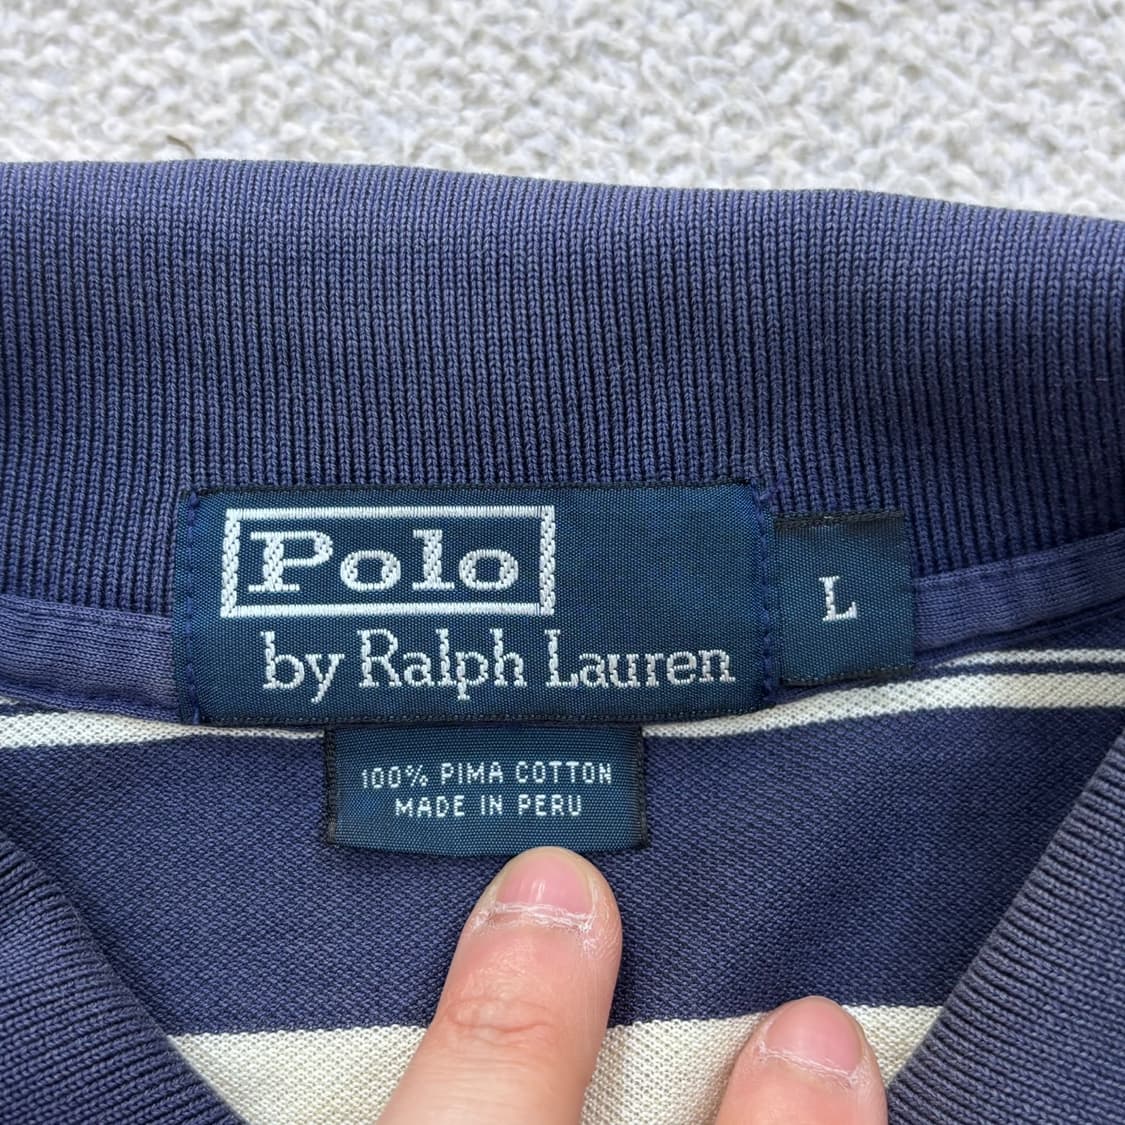 Polo
by Ralph Lauren
L
100% PIMA COTTON
MADE IN PERU